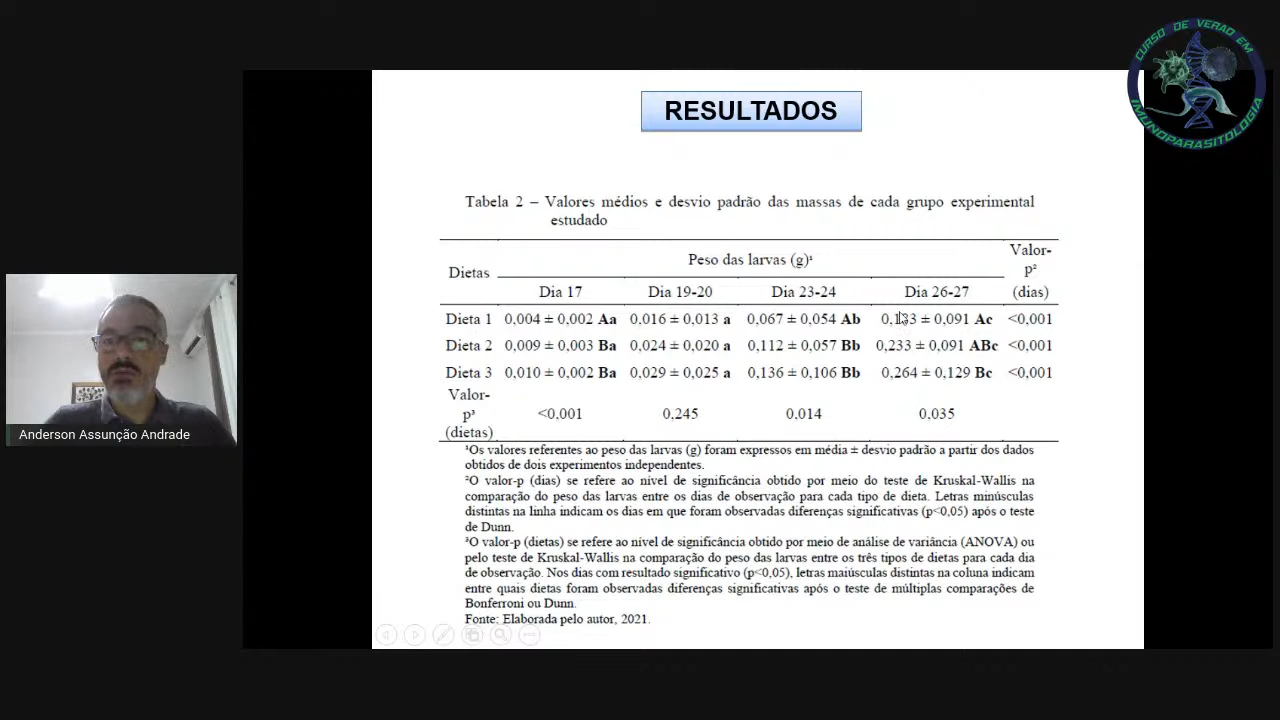 CURSO DE VERÃO EM
IMUNOPARASITOLOGIA
RESULTADOS
Tabela 2 – Valores médios e desvio padrão das massas de cada grupo experimental
estudado
Dietas
Peso das larvas (g)¹
Valor-
p²
(dias)
Dia 17 Dia 19-20 Dia 23-24 Dia 26-27
Dieta 1 0,004 ± 0,002 Aa 0,016 ± 0,013 a 0,067 ± 0,054 Ab 0,133 ± 0,091 Ac <0,001
Dieta 2 0,009 ± 0,003 Ba 0,024 ± 0,020 a 0,112 ± 0,057 Bb 0,233 ± 0,091 ABc <0,001
Dieta 3 0,010 ± 0,002 Ba 0,029 ± 0,025 a 0,136 ± 0,106 Bb 0,264 ± 0,129 Bc <0,001
Valor-
p³
(dietas)
<0,001 0,245 0,014 0,035
¹Os valores referentes ao peso das larvas (g) foram expressos em média ± desvio padrão a partir dos dados
obtidos de dois experimentos independentes.
²O valor-p (dias) se refere ao nível de significância obtido por meio do teste de Kruskal-Wallis na
comparação do peso das larvas entre os dias de observação para cada tipo de dieta. Letras minúsculas
distintas na linha indicam os dias em que foram observadas diferenças significativas (p<0,05) após o teste
de Dunn.
³O valor-p (dietas) se refere ao nível de significância obtido por meio de análise de variância (ANOVA) ou
pelo teste de Kruskal-Wallis na comparação do peso das larvas entre os três tipos de dietas para cada dia
de observação. Nos dias com resultado significativo (p<0,05), letras maiúsculas distintas na coluna indicam
entre quais dietas foram observadas diferenças significativas após o teste de múltiplas comparações de
Bonferroni ou Dunn.
Fonte: Elaborada pelo autor, 2021.
Anderson Assunção Andrade